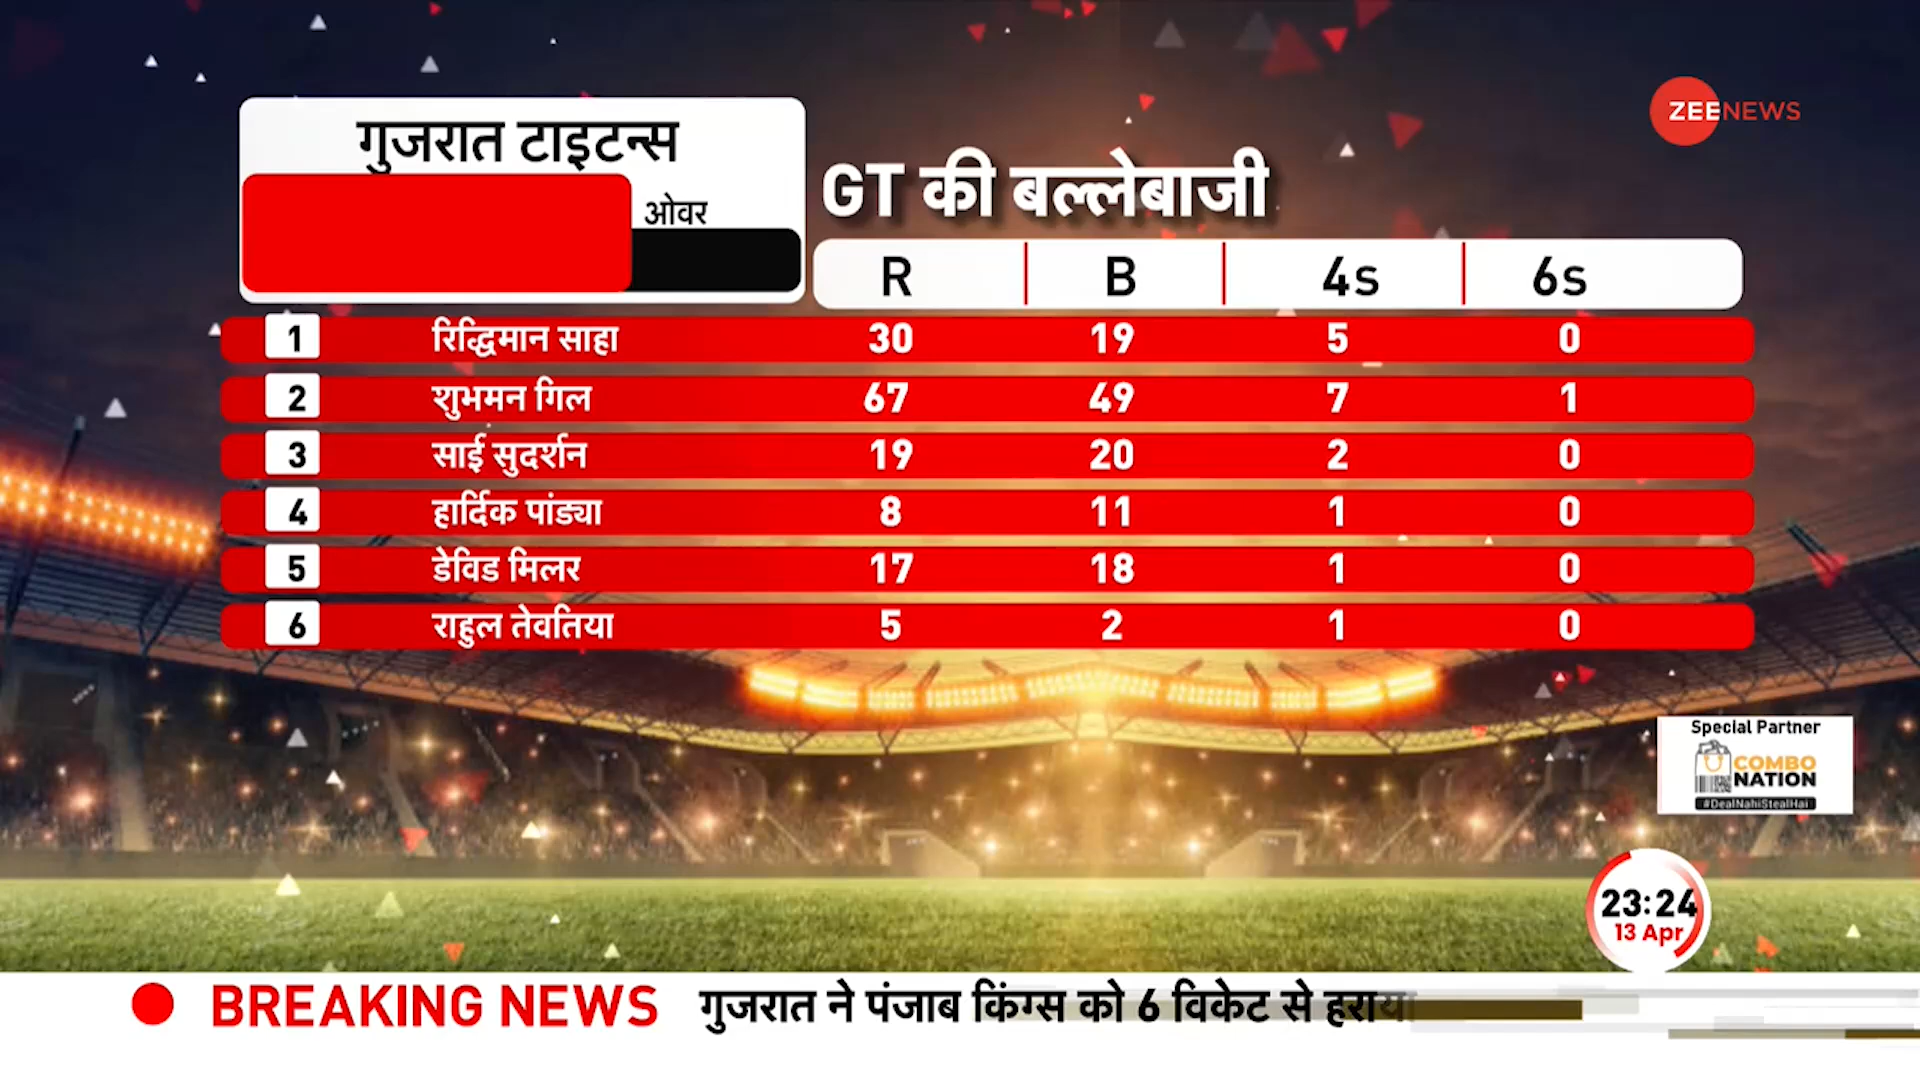 गुजरात टाइटन्स
ओवर
ZEENEWS
GT की बल्लेबाजी
R B 4s 6s
1 रिद्धिमान साहा 30 19 5 0
2 शुभमन गिल 67 49 7 1
3 साई सुदर्शन 19 20 2 0
4 हार्दिक पांड्या 8 11 1 0
5 डेविड मिलर 17 18 1 0
6 राहुल तेवतिया 5 2 1 0
Special Partner
COMBO
NATION
#DealNahiStealHai
23:24
13 Apr
BREAKING NEWS गुजरात ने पंजाब किंग्स को 6 विकेट से हराया